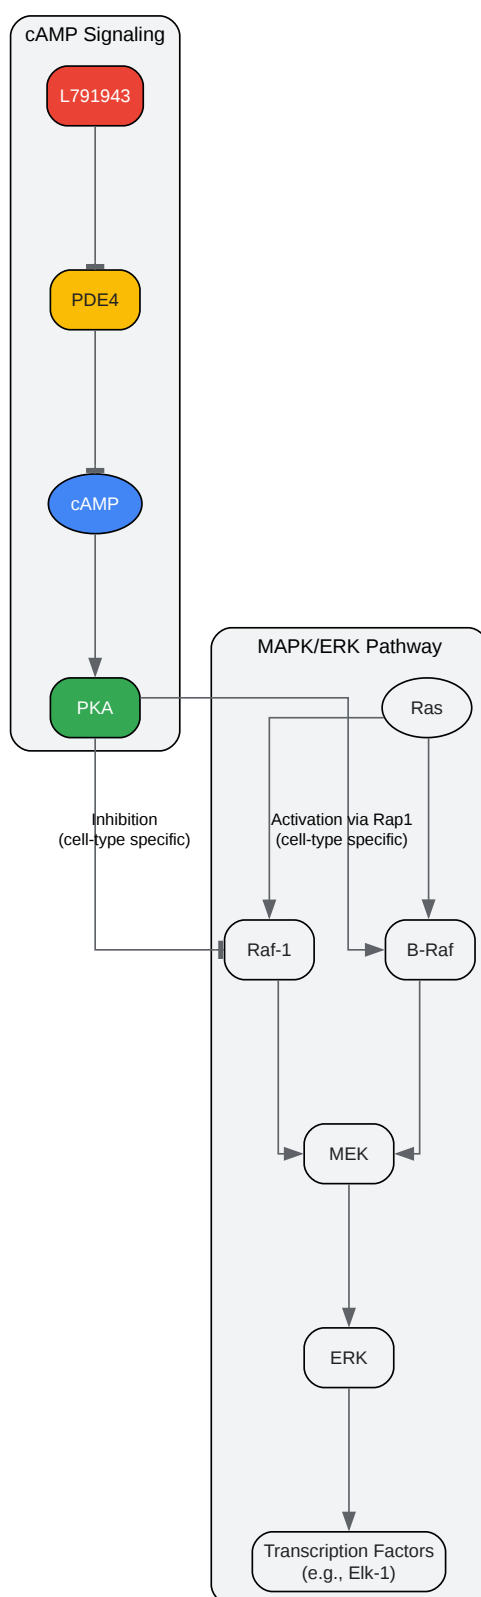 cAMP Signaling
L791943
PDE4
cAMP
PKA
MAPK/ERK Pathway
Ras
Inhibition
(cell-type specific)
Activation via Rap1
(cell-type specific)
Raf-1
B-Raf
MEK
ERK
Transcription Factors
(e.g., Elk-1)